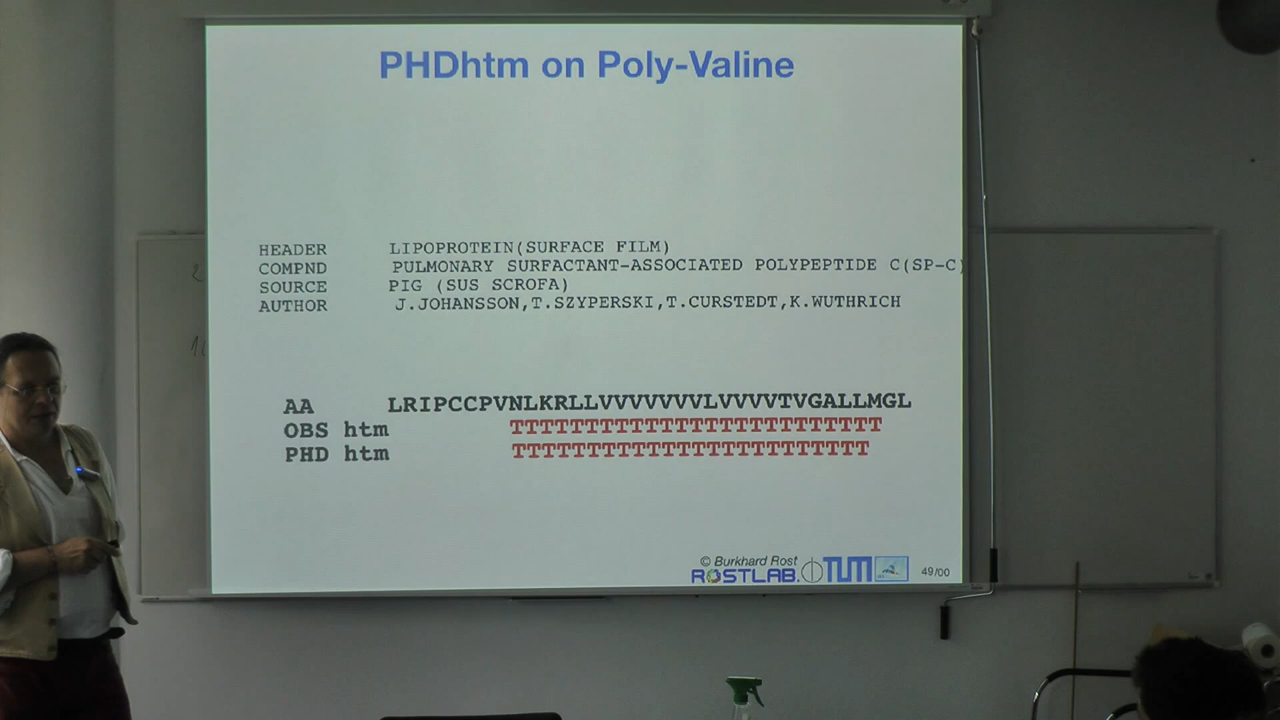 PHDhtm on Poly-Valine
HEADER LIPOPROTEIN(SURFACE FILM)
COMPND PULMONARY SURFACTANT-ASSOCIATED POLYPEPTIDE C(SP-C)
SOURCE PIG (SUS SCROFA)
AUTHOR J.JOHANSSON,T.SZYPERSKI,T.CURSTEDT,K.WUTHRICH
AA LRIPCCPVNLKRLLVVVVVVVLVVVVTVGALLMGL
OBS htm TTTTTTTTTTTTTTTTTTTTTTTTT
PHD htm TTTTTTTTTTTTTTTTTTTTTTTT
© Burkhard Rost
ROSTLAB. TUM
49/00